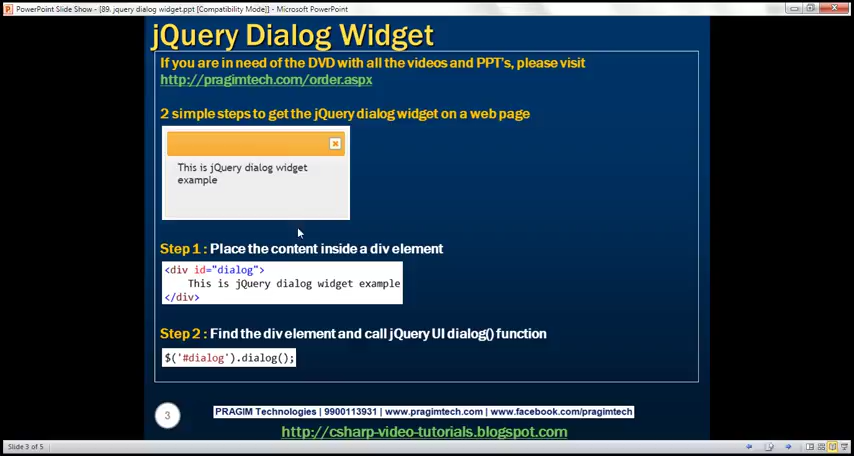 PowerPoint Slide Show - [89. jquery dialog widget.ppt [Compatibility Mode]] - Microsoft PowerPoint
jQuery Dialog Widget
If you are in need of the DVD with all the videos and PPT's, please visit
http://pragimtech.com/order.aspx
2 simple steps to get the jQuery dialog widget on a web page
This is jQuery dialog widget
example
Step 1 : Place the content inside a div element
<div id="dialog">
This is jQuery dialog widget example
</div>
Step 2 : Find the div element and call jQuery UI dialog() function
$('#dialog').dialog();
3
PRAGIM Technologies | 9900113931 | www.pragimtech.com | www.facebook.com/pragimtech
http://csharp-video-tutorials.blogspot.com
Slide 3 of 5